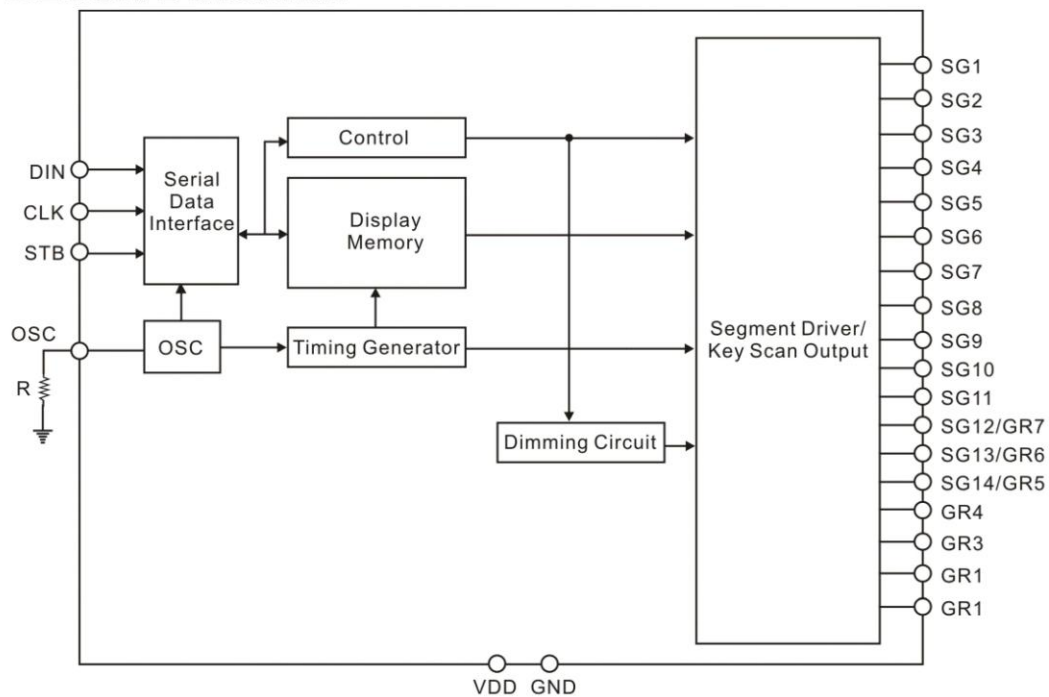 DIN
CLK
STB
OSC
R
Serial
Data
Interface
OSC
Control
Display
Memory
Timing Generator
Dimming Circuit
Segment Driver/
Key Scan Output
SG1
SG2
SG3
SG4
SG5
SG6
SG7
SG8
SG9
SG10
SG11
SG12/GR7
SG13/GR6
SG14/GR5
GR4
GR3
GR1
GR1
VDD GND